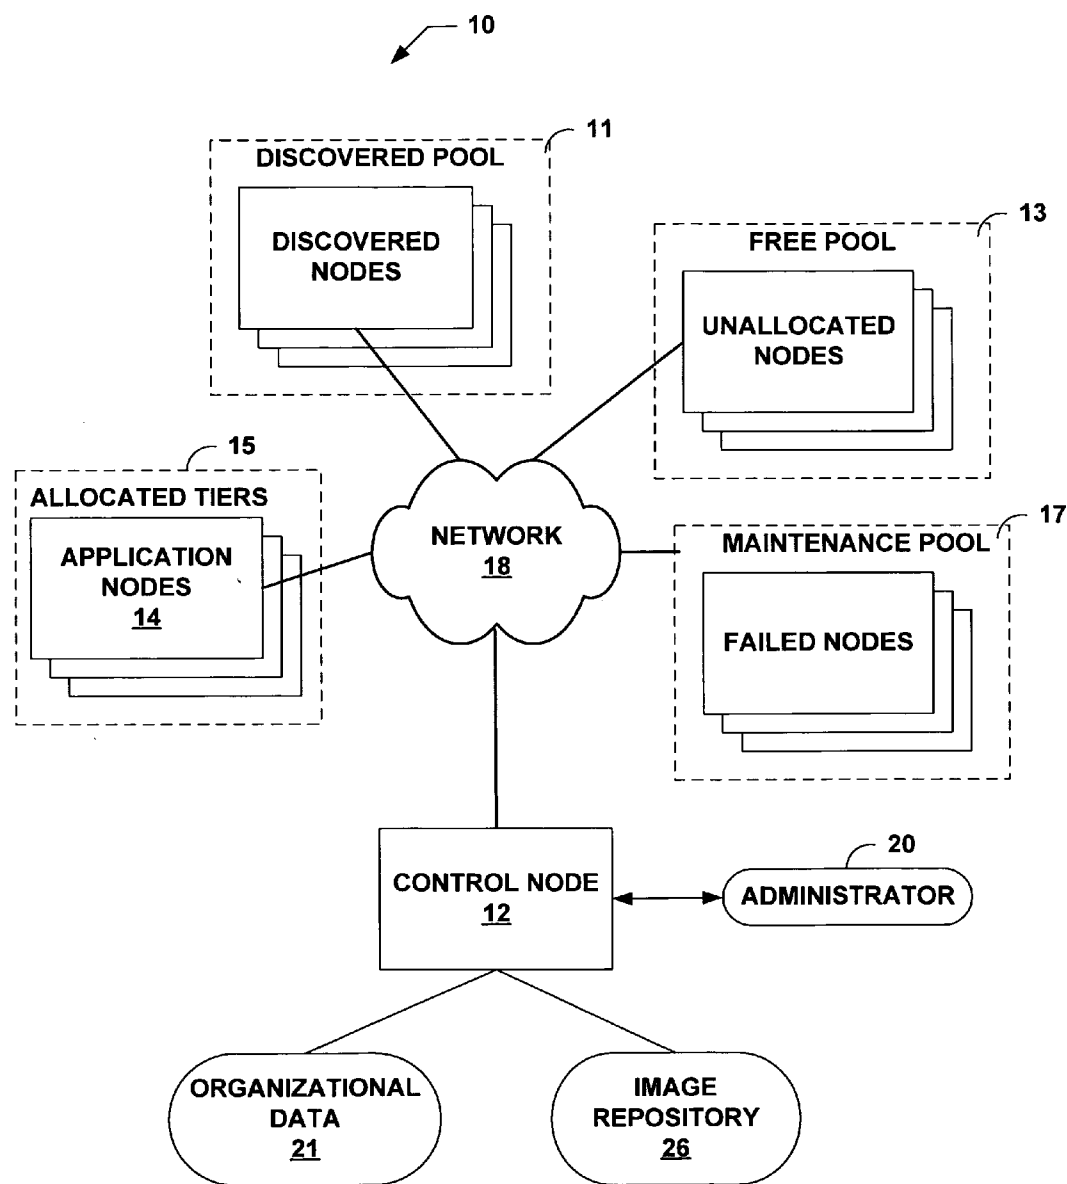 10
11
DISCOVERED POOL
DISCOVERED
NODES
13
FREE POOL
UNALLOCATED
NODES
15
ALLOCATED TIERS
APPLICATION
NODES
14
NETWORK
18
17
MAINTENANCE POOL
FAILED NODES
CONTROL NODE
12
20
ADMINISTRATOR
ORGANIZATIONAL
DATA
21
IMAGE
REPOSITORY
26